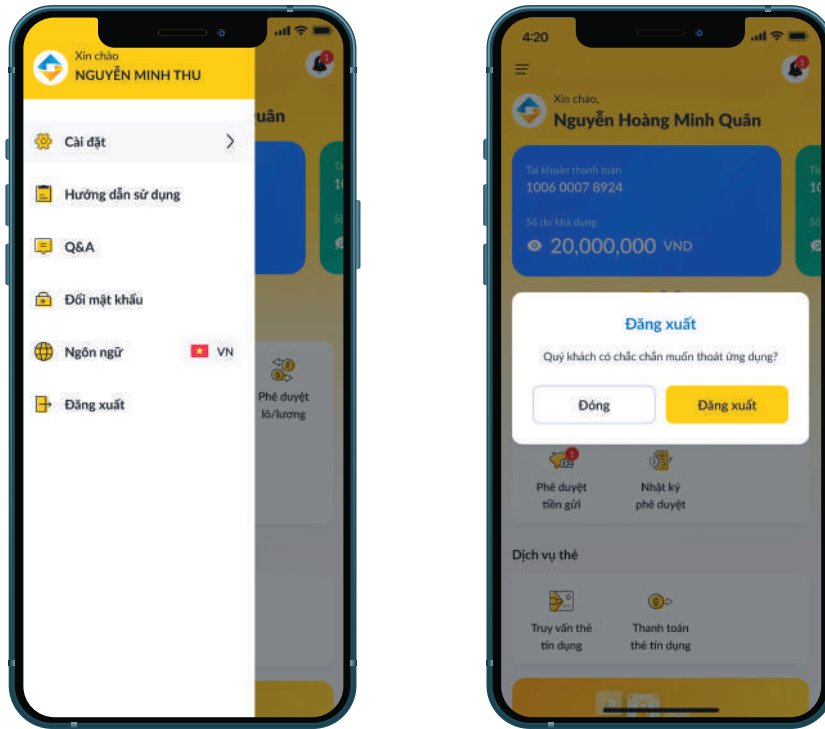 Xin chào
NGUYỄN MINH THU
1
uân
Cài đặt
Hướng dẫn sử dụng
Q&A
Đổi mật khẩu
Ngôn ngữ
VN
Đăng xuất
Phê duyệt
lô/lương
4:20
1
Xin chào,
Nguyễn Hoàng Minh Quân
Tài khoản thanh toán
1006 0007 8924
Số dư khả dụng
20,000,000 VND
Đăng xuất
Quý khách có chắc chắn muốn thoát ứng dụng?
Đóng
Đăng xuất
1
Phê duyệt
tiền gửi
Nhật ký
phê duyệt
Dịch vụ thẻ
Truy vấn thẻ
tín dụng
Thanh toán
thẻ tín dụng